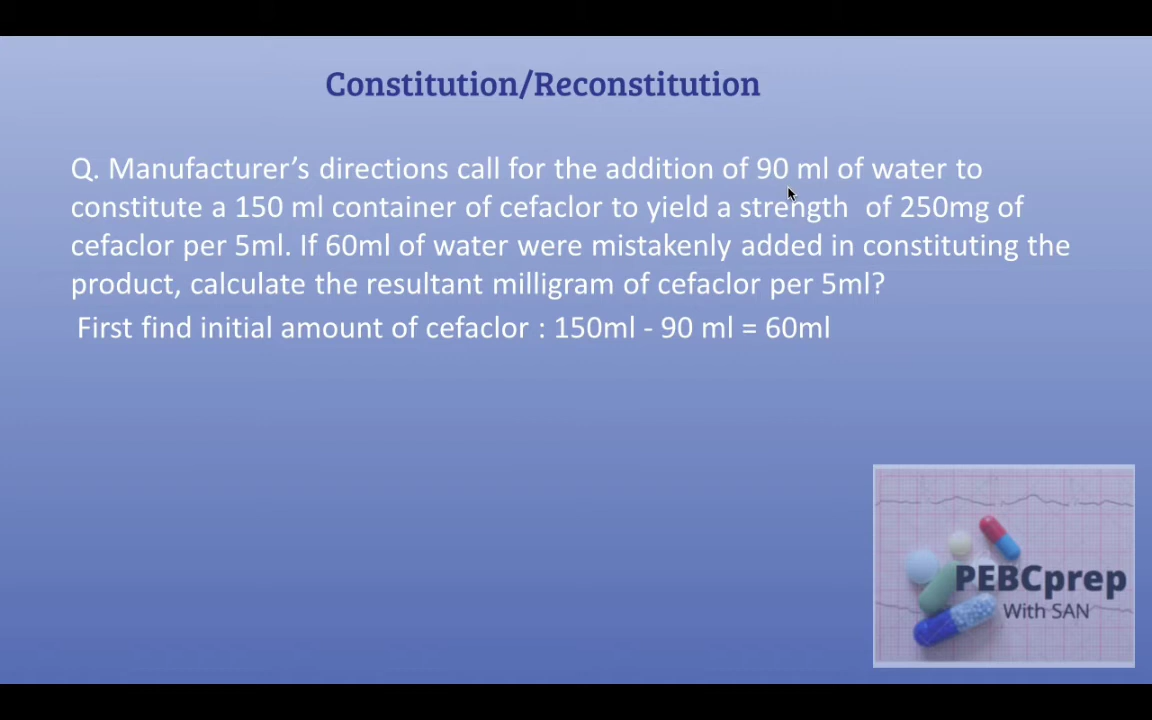 Constitution/Reconstitution
Q. Manufacturer’s directions call for the addition of 90 ml of water to
constitute a 150 ml container of cefaclor to yield a strength of 250mg of
cefaclor per 5ml. If 60ml of water were mistakenly added in constituting the
product, calculate the resultant milligram of cefaclor per 5ml?
First find initial amount of cefaclor : 150ml - 90 ml = 60ml
PEBCprep
With SAN